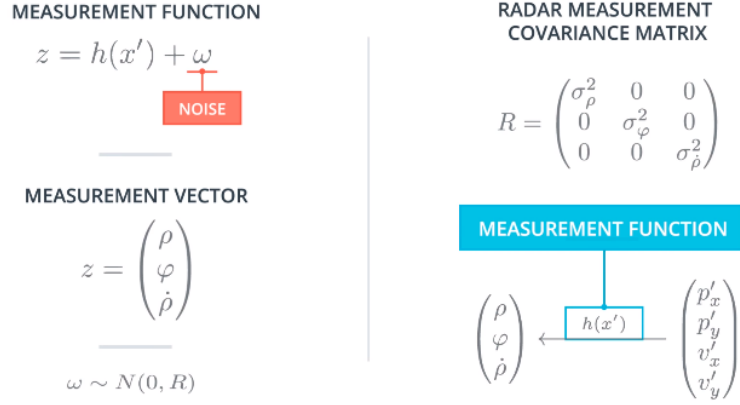 MEASUREMENT FUNCTION
z = h(x′) + ω
NOISE
MEASUREMENT VECTOR
z = (ρ
φ
ρ̇)
ω ∼ N(0, R)
RADAR MEASUREMENT
COVARIANCE MATRIX
R = (σ²ρ 0 0
0 σ²φ 0
0 0 σ²ρ̇)
MEASUREMENT FUNCTION
(ρ
φ
ρ̇)
h(x′)
(p′x
p′y
v′x
v′y)